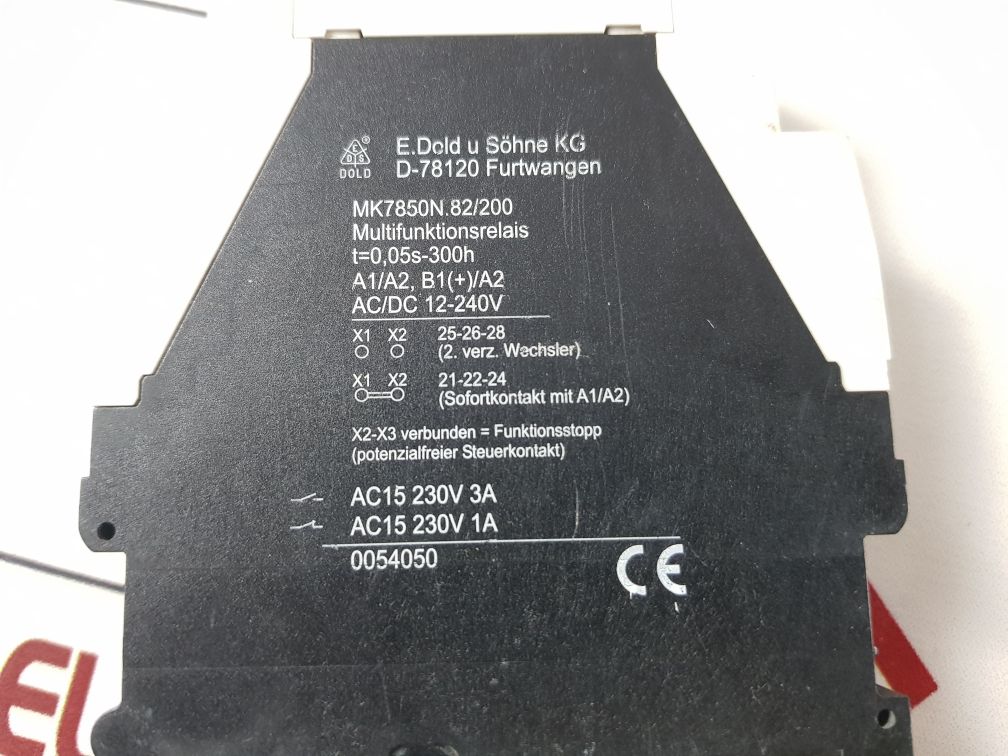 E
D S
DOLD
®
E.Dold u Söhne KG
D-78120 Furtwangen
MK7850N.82/200
Multifunktionsrelais
t=0,05s-300h
A1/A2, B1(+)/A2
AC/DC 12-240V
X1 X2 25-26-28
(2. verz. Wechsler)
X1 X2 21-22-24
(Sofortkontakt mit A1/A2)
X2-X3 verbunden = Funktionsstopp
(potenzialfreier Steuerkontakt)
AC15 230V 3A
AC15 230V 1A
0054050
CE